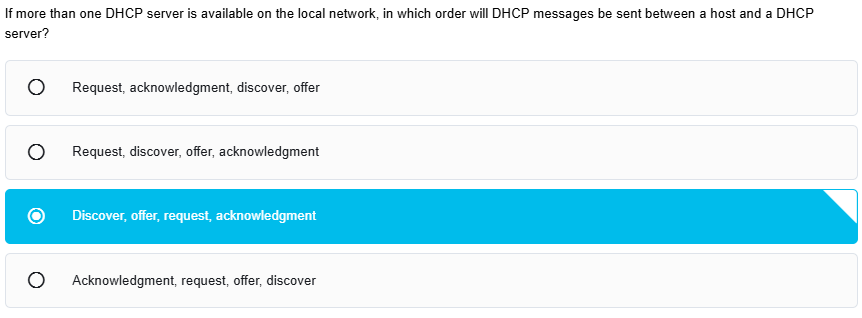 If more than one DHCP server is available on the local network, in which order will DHCP messages be sent between a host and a DHCP
server?
Request, acknowledgment, discover, offer
Request, discover, offer, acknowledgment
Discover, offer, request, acknowledgment
Acknowledgment, request, offer, discover